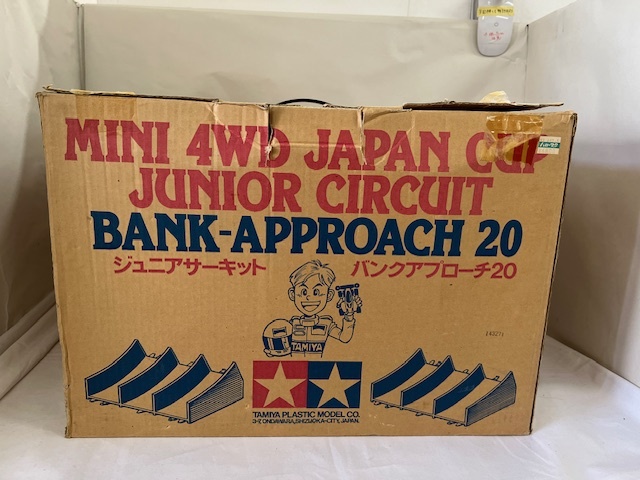 MINI 4WD JAPAN CUP
JUNIOR CIRCUIT
BANK-APPROACH 20
ジュニアサーキット バンクアプローチ20
TAMIYA
TAMIYA PLASTIC MODEL CO.
3-7, ONDAWARA, SHIZUOKA-CITY, JAPAN.